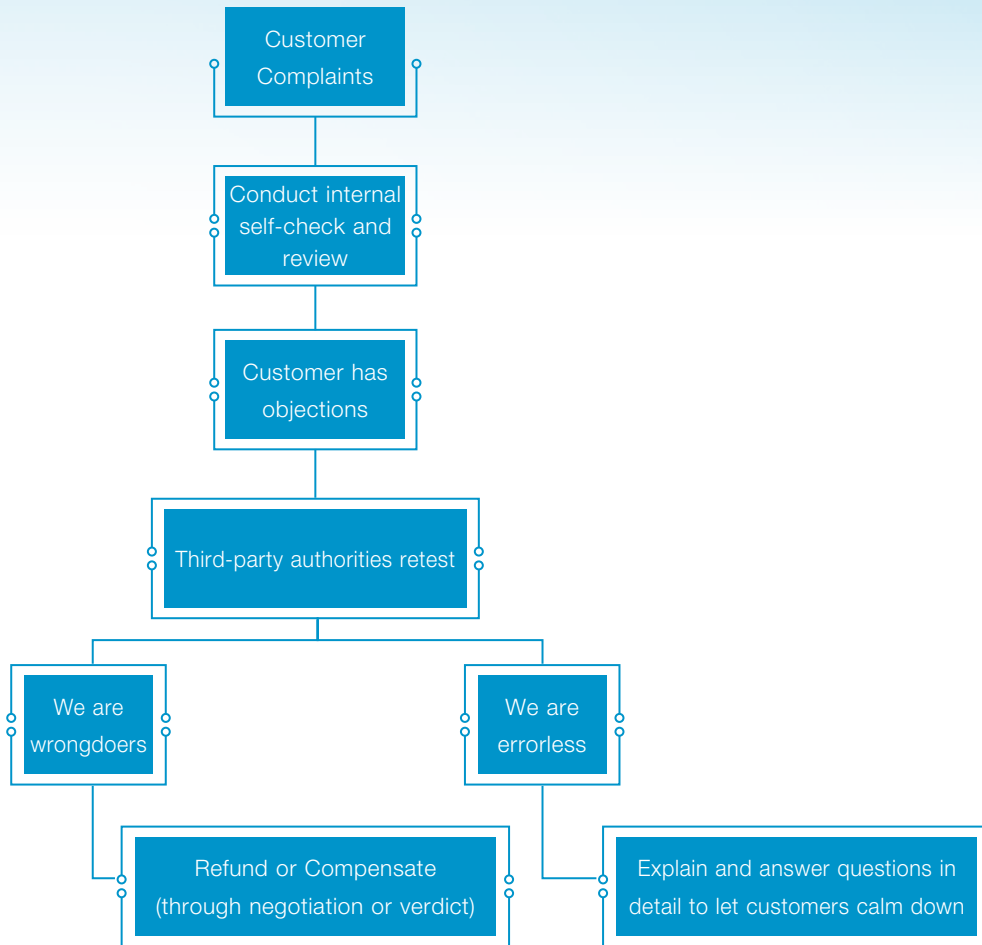 Customer
Complaints
Conduct internal
self-check and
review
Customer has
objections
Third-party authorities retest
We are
wrongdoers
We are
errorless
Refund or Compensate
(through negotiation or verdict)
Explain and answer questions in
detail to let customers calm down